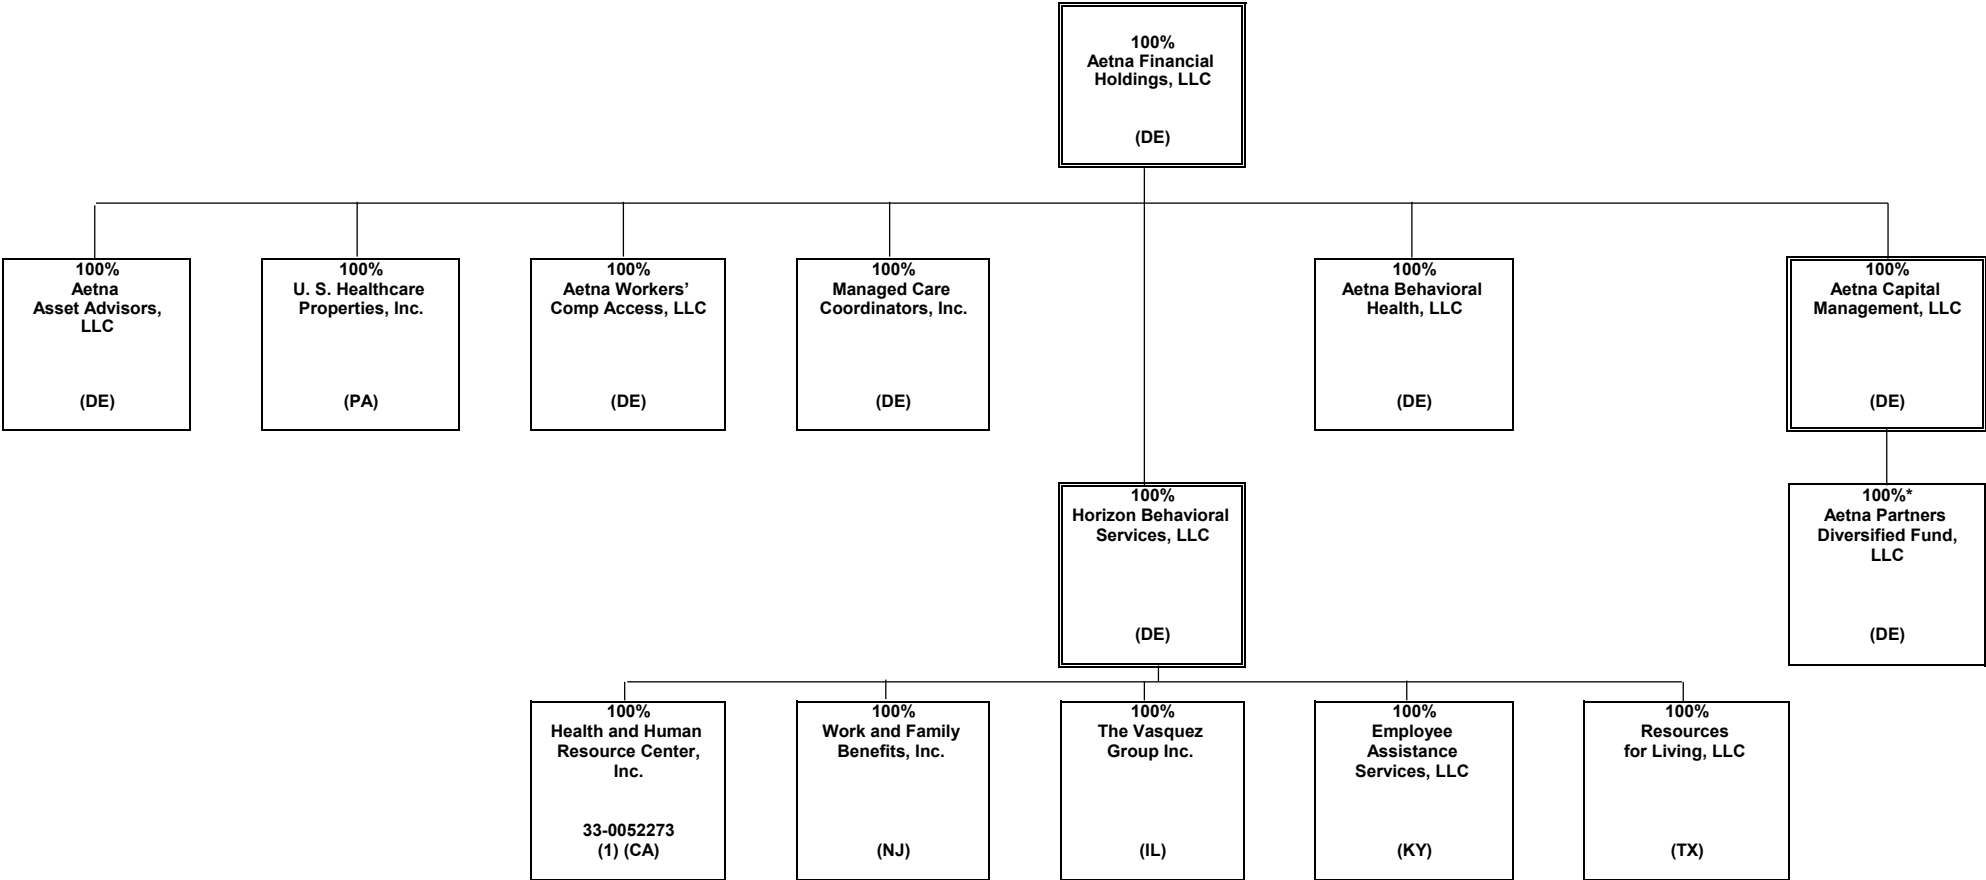 100%
Aetna Financial
Holdings, LLC
(DE)
100%
Aetna
Asset Advisors,
LLC
(DE)
100%
U. S. Healthcare
Properties, Inc.
(PA)
100%
Aetna Workers’
Comp Access, LLC
(DE)
100%
Managed Care
Coordinators, Inc.
(DE)
100%
Aetna Behavioral
Health, LLC
(DE)
100%
Aetna Capital
Management, LLC
(DE)
100%
Horizon Behavioral
Services, LLC
(DE)
100%*
Aetna Partners
Diversified Fund,
LLC
(DE)
100%
Health and Human
Resource Center,
Inc.
33-0052273
(1) (CA)
100%
Work and Family
Benefits, Inc.
(NJ)
100%
The Vasquez
Group Inc.
(IL)
100%
Employee
Assistance
Services, LLC
(KY)
100%
Resources
for Living, LLC
(TX)